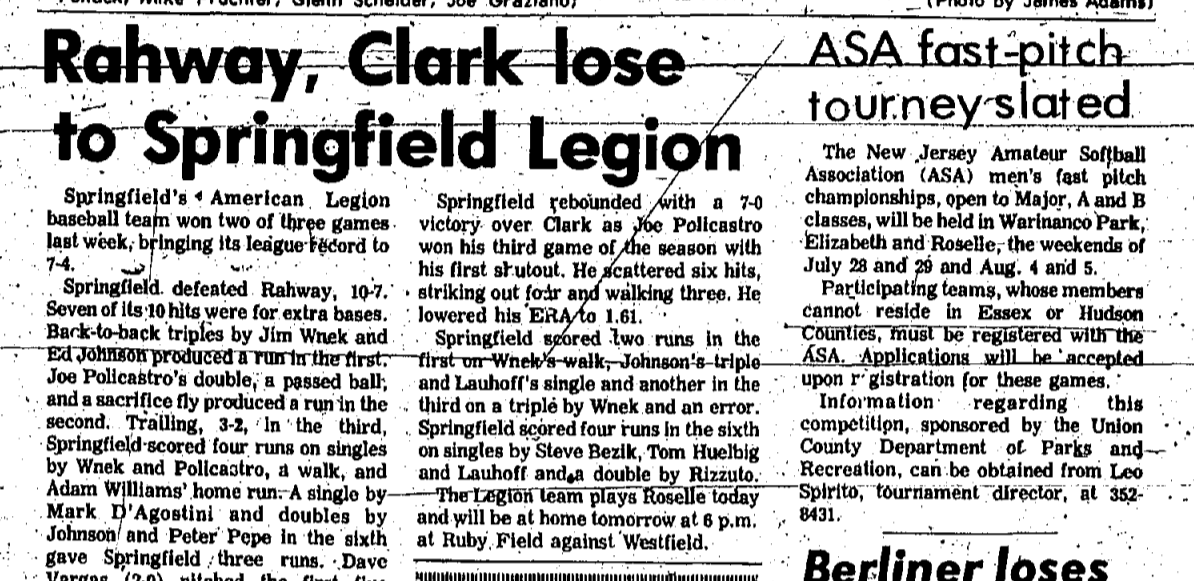 (Photo by James Adams)
Rahway, Clark lose
to Springfield Legion
Springfield's American Legion
baseball team won two of three games
last week, bringing its league record to
7-4.
Springfield defeated Rahway, 10-7.
Seven of its 10 hits were for extra bases.
Back-to-back triples by Jim Wnek and
Ed Johnson produced a run in the first.
Joe Policastro's double, a passed ball,
and a sacrifice fly produced a run in the
second. Trailing, 3-2, in the third,
Springfield scored four runs on singles
by Wnek and Policastro, a walk, and
Adam Williams' home run. A single by
Mark D'Agostini and doubles by
Johnson and Peter Pepe in the sixth
gave Springfield three runs. Dave
Vargas (2-0) pitched the first five
Springfield rebounded with a 7-0
victory over Clark as Joe Policastro
won his third game of the season with
his first shutout. He scattered six hits,
striking out four and walking three. He
lowered his ERA to 1.61.
Springfield scored two runs in the
first on Wnek's walk, Johnson's triple
and Lauhoff's single and another in the
third on a triple by Wnek and an error.
Springfield scored four runs in the sixth
on singles by Steve Bezik, Tom Huelbig
and Lauhoff and a double by Rizzuto.
The Legion team plays Roselle today
and will be at home tomorrow at 6 p.m.
at Ruby Field against Westfield.
ASA fast-pitch
tourney slated
The New Jersey Amateur Softball
Association (ASA) men's fast pitch
championships, open to Major, A and B
classes, will be held in Warinanco Park,
Elizabeth and Roselle, the weekends of
July 28 and 29 and Aug. 4 and 5.
Participating teams, whose members
cannot reside in Essex or Hudson
Counties, must be registered with the
ASA. Applications will be accepted
upon r gistration for these games.
Information regarding this
competition, sponsored by the Union
County Department of Parks and
Recreation, can be obtained from Leo
Spirito, tournament director, at 352-
8431.
Berliner loses